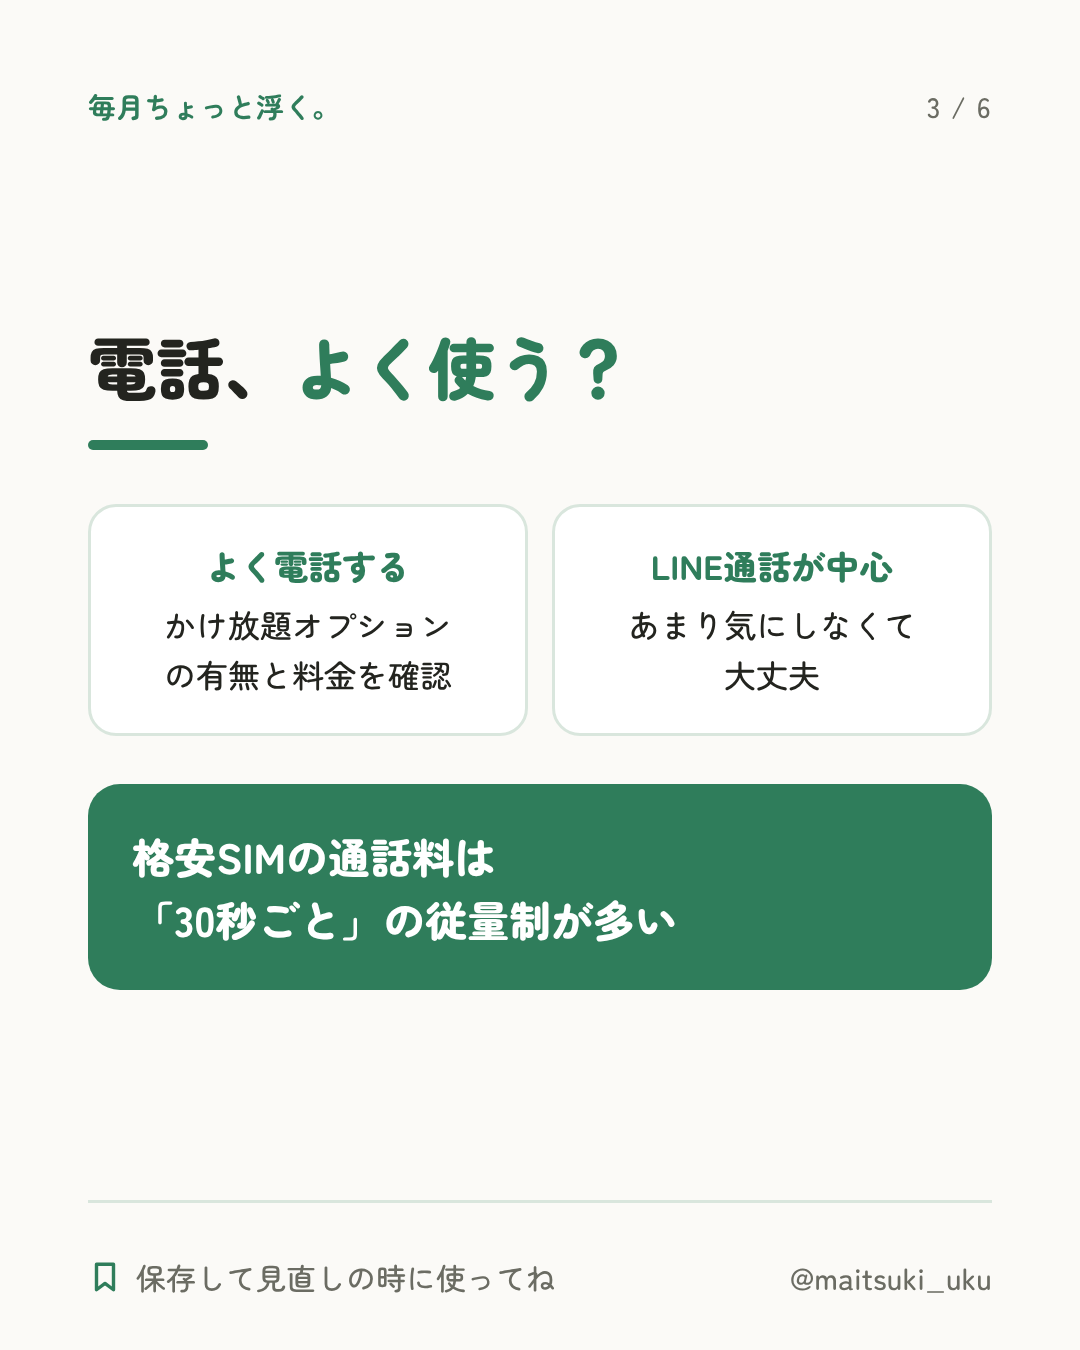 毎月ちょっと浮く。
3 / 6
電話、よく使う？
よく電話する
かけ放題オプション
の有無と料金を確認
LINE通話が中心
あまり気にしなくて
大丈夫
格安SIMの通話料は
「30秒ごと」の従量制が多い
保存して見直しの時に使ってね
@maitsuki_uku